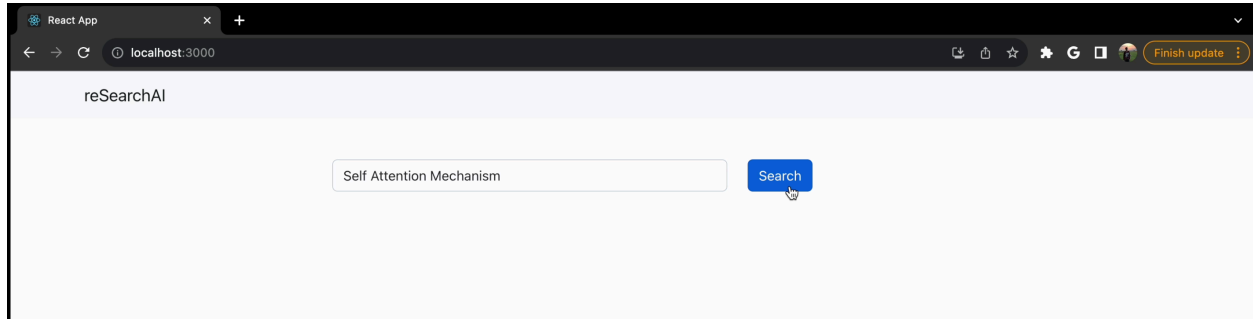 React App
localhost:3000
G
Finish update
reSearchAI
Self Attention Mechanism
Search